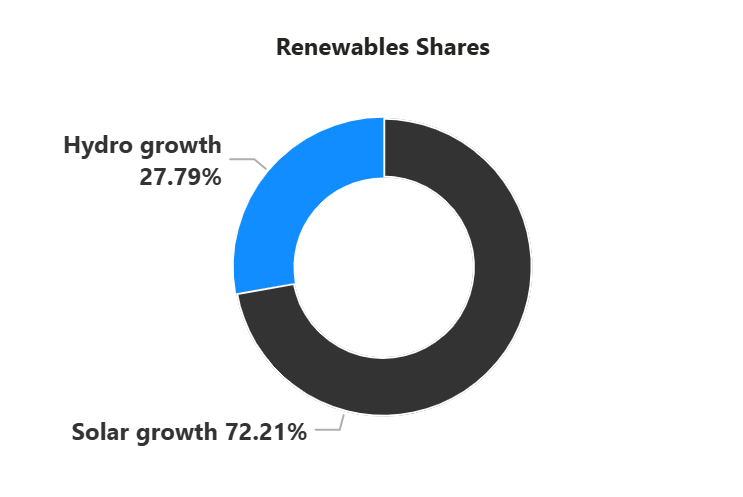 Renewables Shares
Hydro growth
27.79%
Solar growth 72.21%